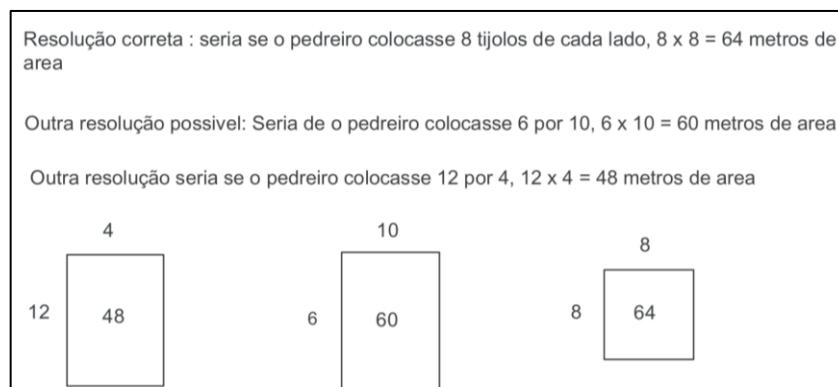 Resolução correta : seria se o pedreiro colocasse 8 tijolos de cada lado, 8 x 8 = 64 metros de
area
Outra resolução possivel: Seria de o pedreiro colocasse 6 por 10, 6 x 10 = 60 metros de area
Outra resolução seria se o pedreiro colocasse 12 por 4, 12 x 4 = 48 metros de area
4
12
48
10
6
60
8
8
64